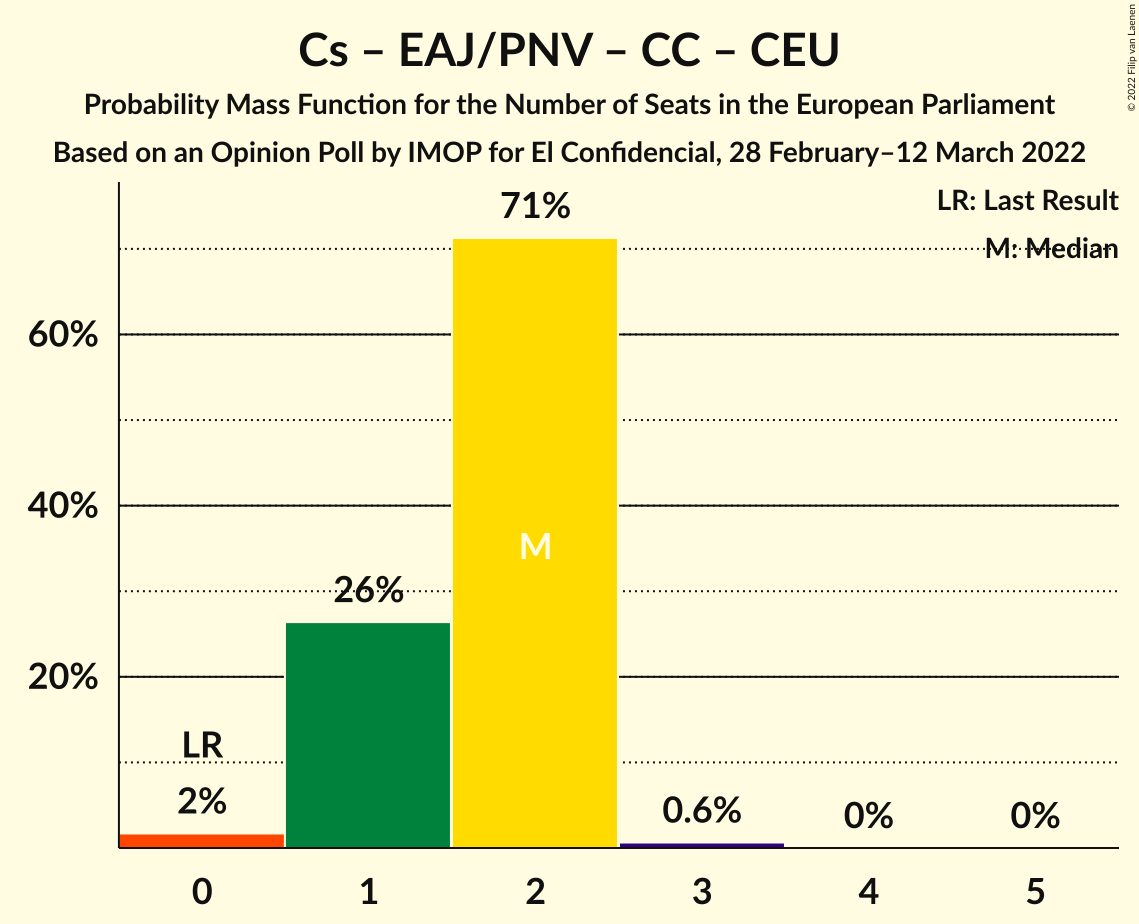 Cs – EAJ/PNV – CC – CEU
Probability Mass Function for the Number of Seats in the European Parliament
Based on an Opinion Poll by IMOP for El Confidencial, 28 February–12 March 2022
© 2022 Filip van Laenen
LR: Last Result
M: Median
71%
60%
40%
M
26%
20%
LR
2%
0.6%
0%
0%
0
1
2
3
4
5